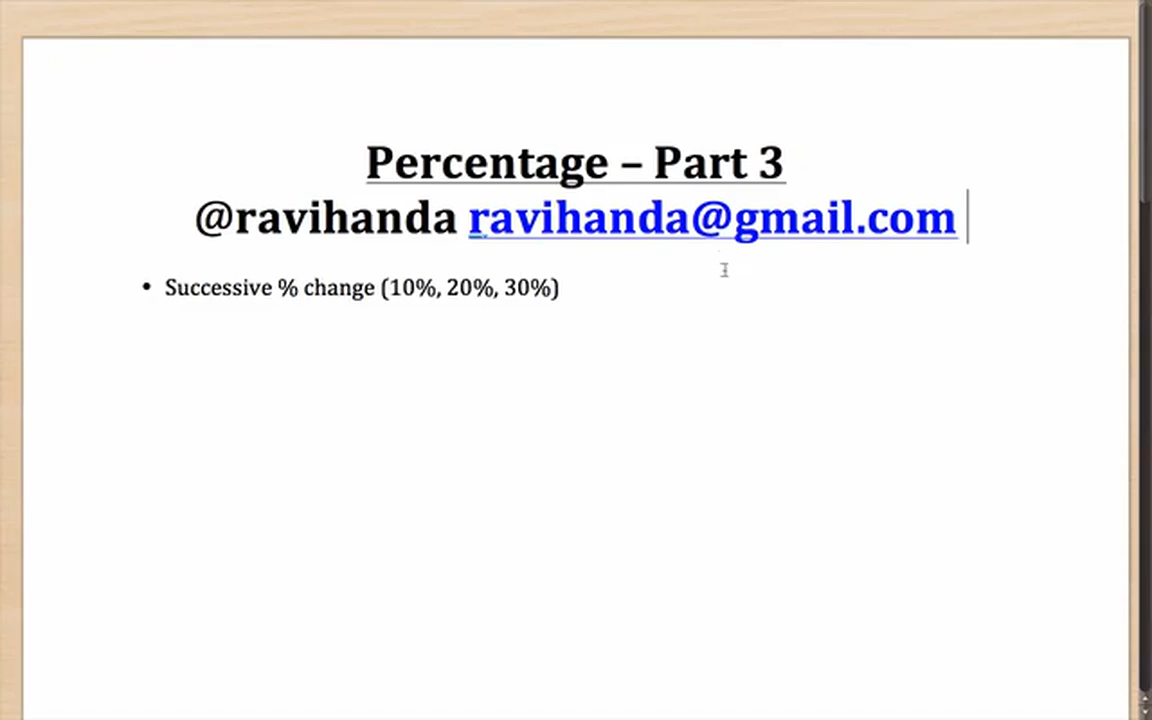 Percentage – Part 3
@ravihanda ravihanda@gmail.com
• Successive % change (10%, 20%, 30%)